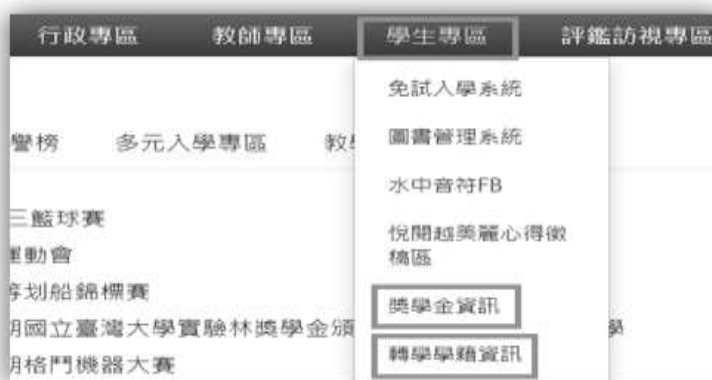 行政專區 教師專區 學生專區 評鑑訪視專區
免試入學系統
圖書管理系統
譽榜 多元入學專區
水中音符FB
三籃球賽
悅閱越美麗心得徵
稿區
運動會
划船錦標賽
獎學金資訊
國立臺灣大學實驗林獎學金頒 學
轉學學籍資訊
格鬥機器大賽